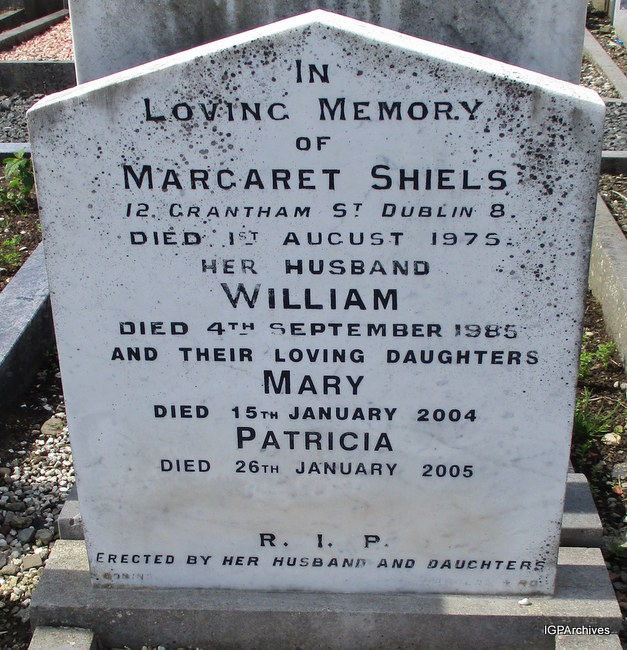 IN
LOVING MEMORY
OF
MARGARET SHIELS
12. GRANTHAM ST DUBLIN 8.
DIED 1ST AUGUST 1975.
HER HUSBAND
WILLIAM
DIED 4TH SEPTEMBER 1985
AND THEIR LOVING DAUGHTERS
MARY
DIED 15TH JANUARY 2004
PATRICIA
DIED 26TH JANUARY 2005
R. I. P.
ERECTED BY HER HUSBAND AND DAUGHTERS
IGPArchives